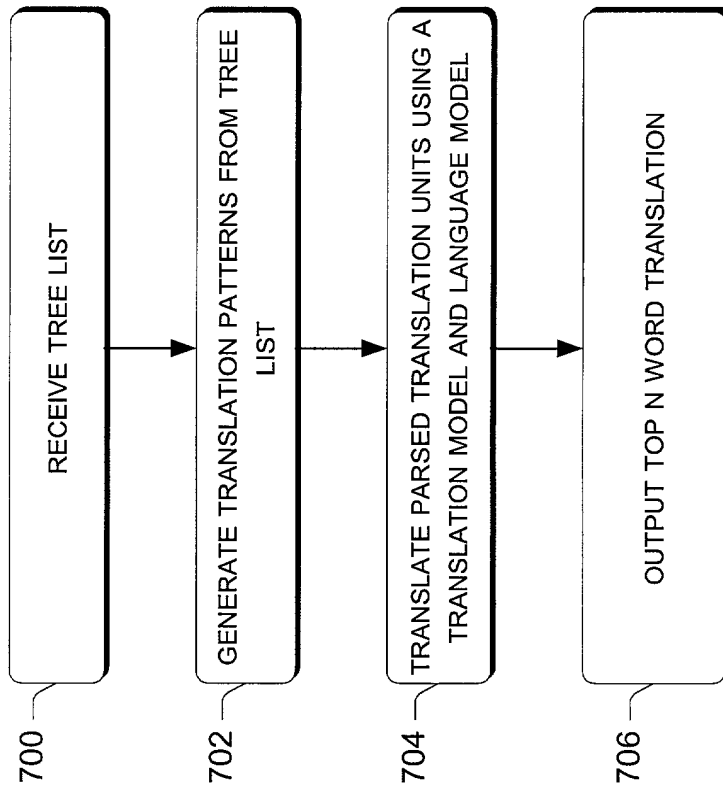 700
RECEIVE TREE LIST
702
GENERATE TRANSLATION PATTERNS FROM TREE
LIST
704
TRANSLATE PARSED TRANSLATION UNITS USING A
TRANSLATION MODEL AND LANGUAGE MODEL
706
OUTPUT TOP N WORD TRANSLATION